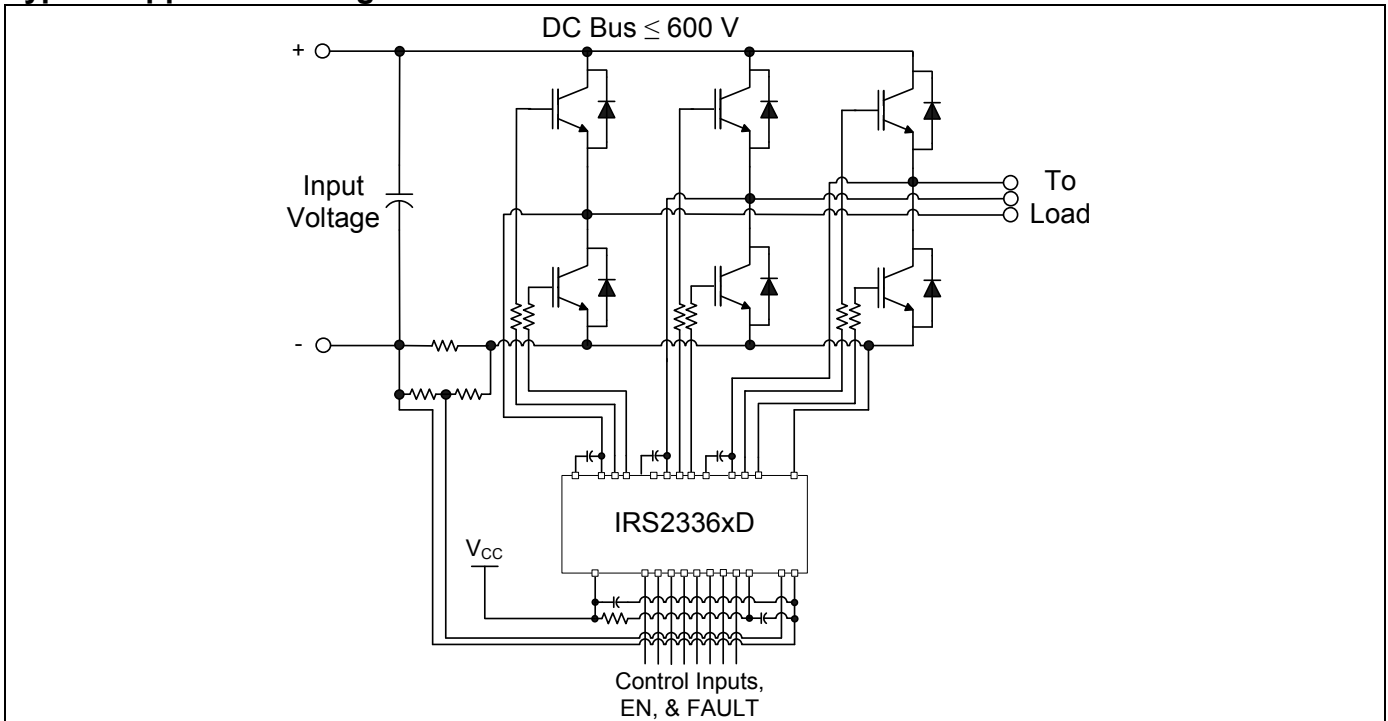 DC Bus ≤ 600 V
+
Input
Voltage
-
To
Load
IRS2336xD
VCC
Control Inputs,
EN, & FAULT